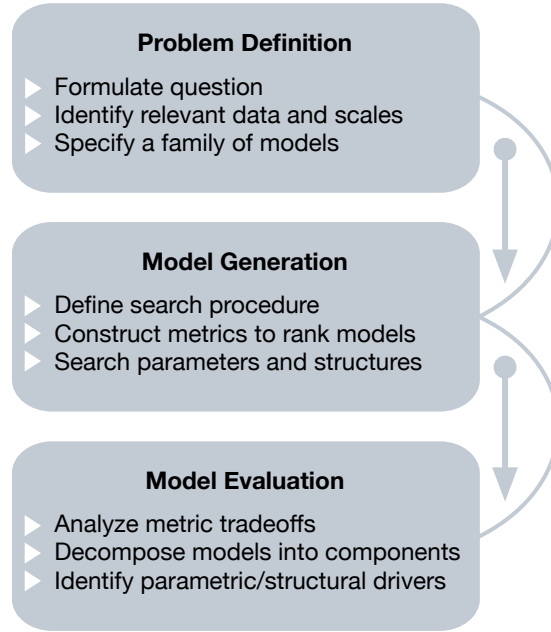 Problem Definition
Formulate question
Identify relevant data and scales
Specify a family of models
Model Generation
Define search procedure
Construct metrics to rank models
Search parameters and structures
Model Evaluation
Analyze metric tradeoffs
Decompose models into components
Identify parametric/structural drivers